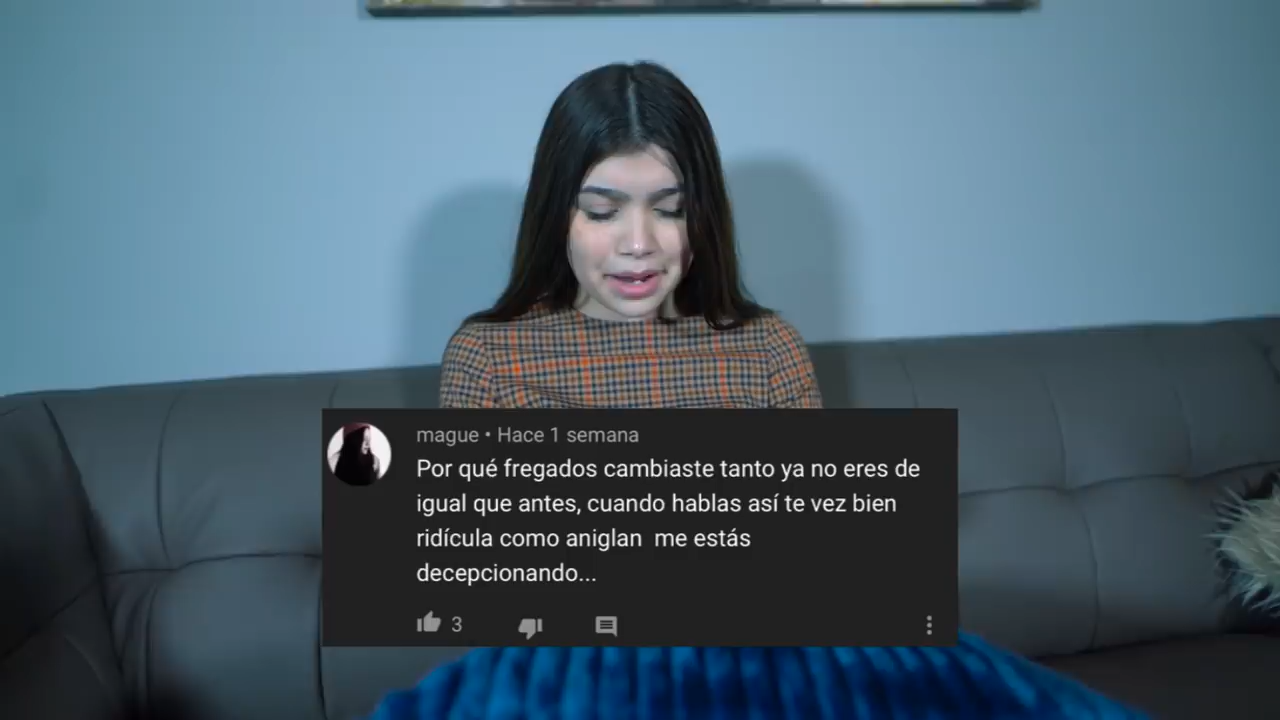 mague • Hace 1 semana
Por qué fregados cambiaste tanto ya no eres de
igual que antes, cuando hablas así te vez bien
ridícula como aniglan  me estás
decepcionando...
3